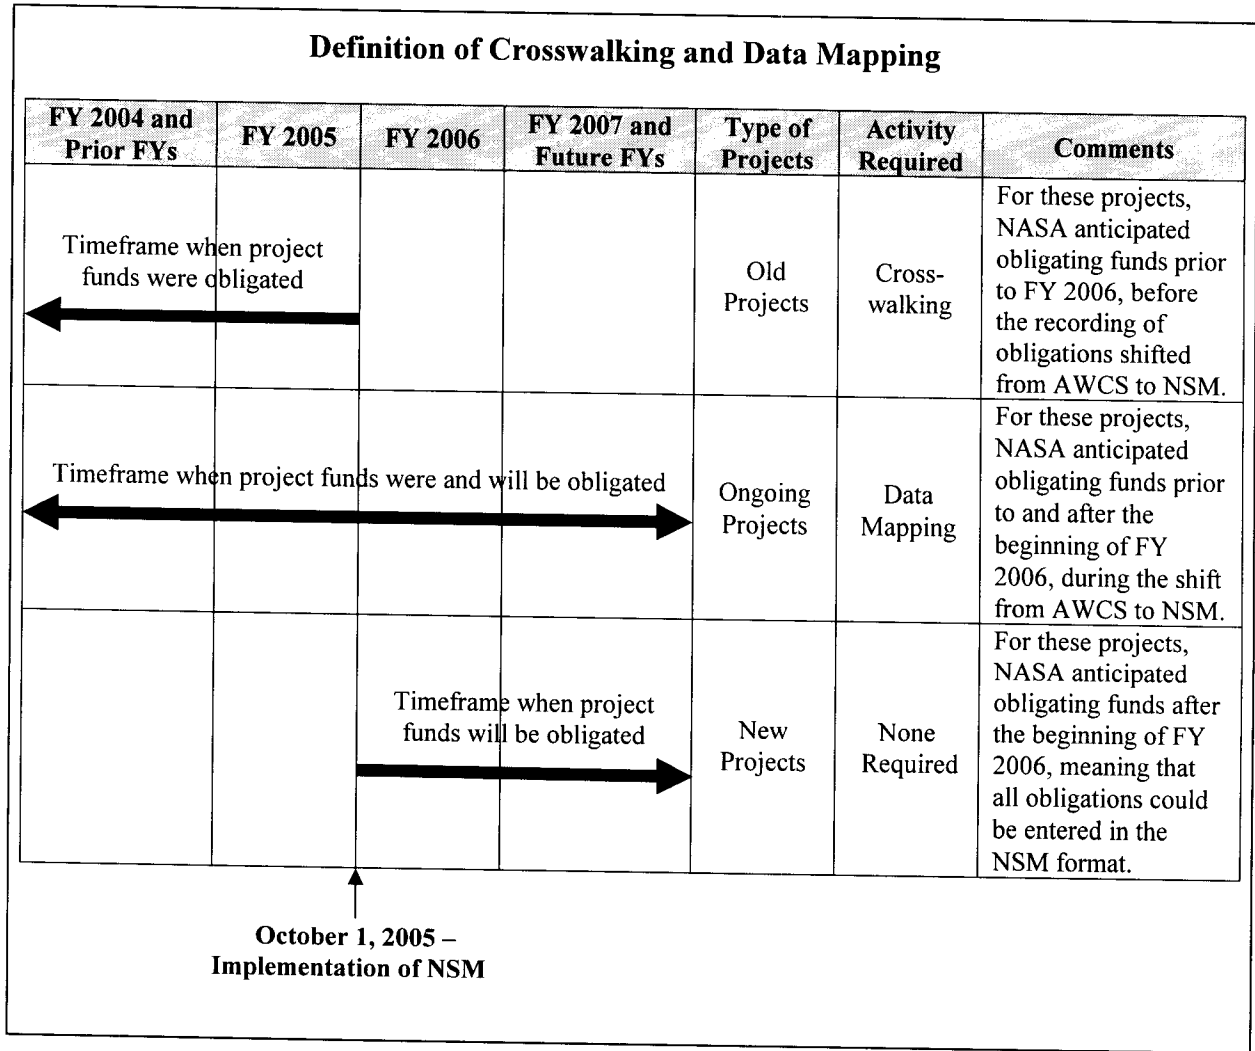 Definition of Crosswalking and Data Mapping
FY 2004 and
Prior FYs
FY 2005
FY 2006
FY 2007 and
Future FYs
Type of
Projects
Activity
Required
Comments
Timeframe when project
funds were obligated
Old
Projects
Cross-
walking
For these projects,
NASA anticipated
obligating funds prior
to FY 2006, before
the recording of
obligations shifted
from AWCS to NSM.
Timeframe when project funds were and will be obligated
Ongoing
Projects
Data
Mapping
For these projects,
NASA anticipated
obligating funds prior
to and after the
beginning of FY
2006, during the shift
from AWCS to NSM.
Timeframe when project
funds will be obligated
New
Projects
None
Required
For these projects,
NASA anticipated
obligating funds after
the beginning of FY
2006, meaning that
all obligations could
be entered in the
NSM format.
October 1, 2005 –
Implementation of NSM